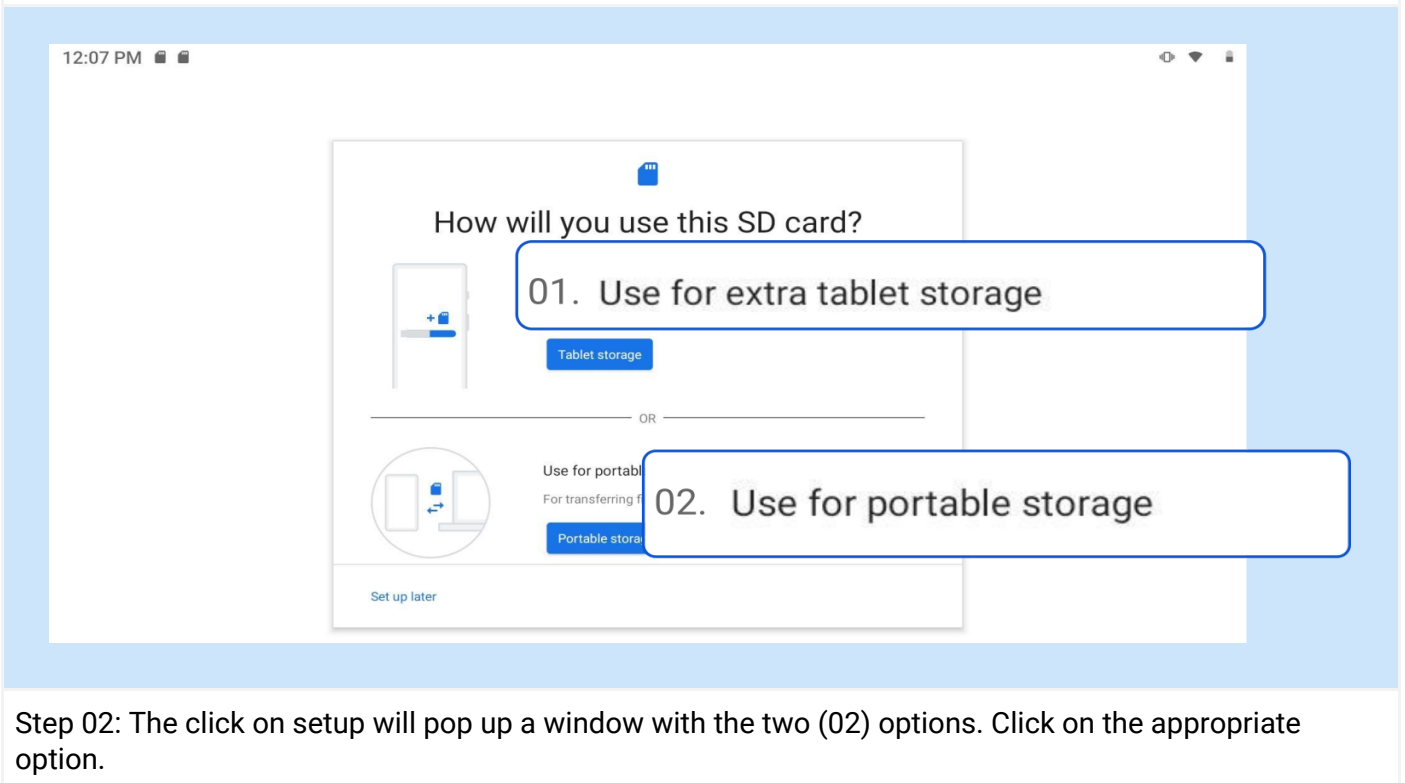 12:07 PM
How will you use this SD card?
01. Use for extra tablet storage
Tablet storage
OR
Use for
For transferring
02. Use for portable storage
Portable
Set up later
Step 02: The click on setup will pop up a window with the two (02) options. Click on the appropriate
option.